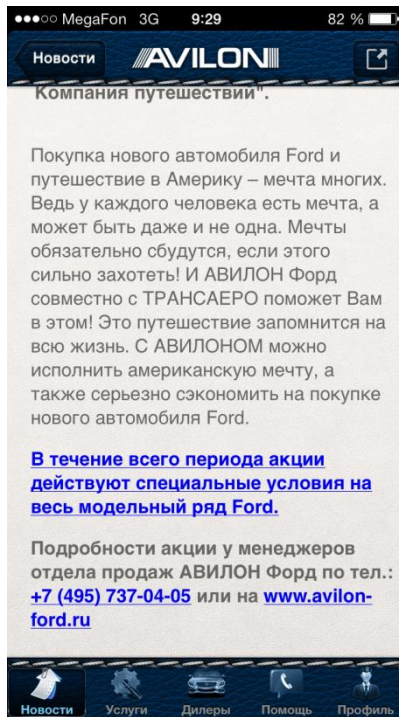 MegaFon 3G 9:29 82 %
Новости AVILON
Компания путешествий".
Покупка нового автомобиля Ford и
путешествие в Америку – мечта многих.
Ведь у каждого человека есть мечта, а
может быть даже и не одна. Мечты
обязательно сбудутся, если этого
сильно захотеть! И АВИЛОН Форд
совместно с ТРАНСАЕРО поможет Вам
в этом! Это путешествие запомнится на
всю жизнь. С АВИЛОНОМ можно
исполнить американскую мечту, а
также серьезно сэкономить на покупке
нового автомобиля Ford.
В течение всего периода акции
действуют специальные условия на
весь модельный ряд Ford.
Подробности акции у менеджеров
отдела продаж АВИЛОН Форд по тел.:
+7 (495) 737-04-05 или на www.avilon-
ford.ru
Новости Услуги Дилеры Помощь Профиль